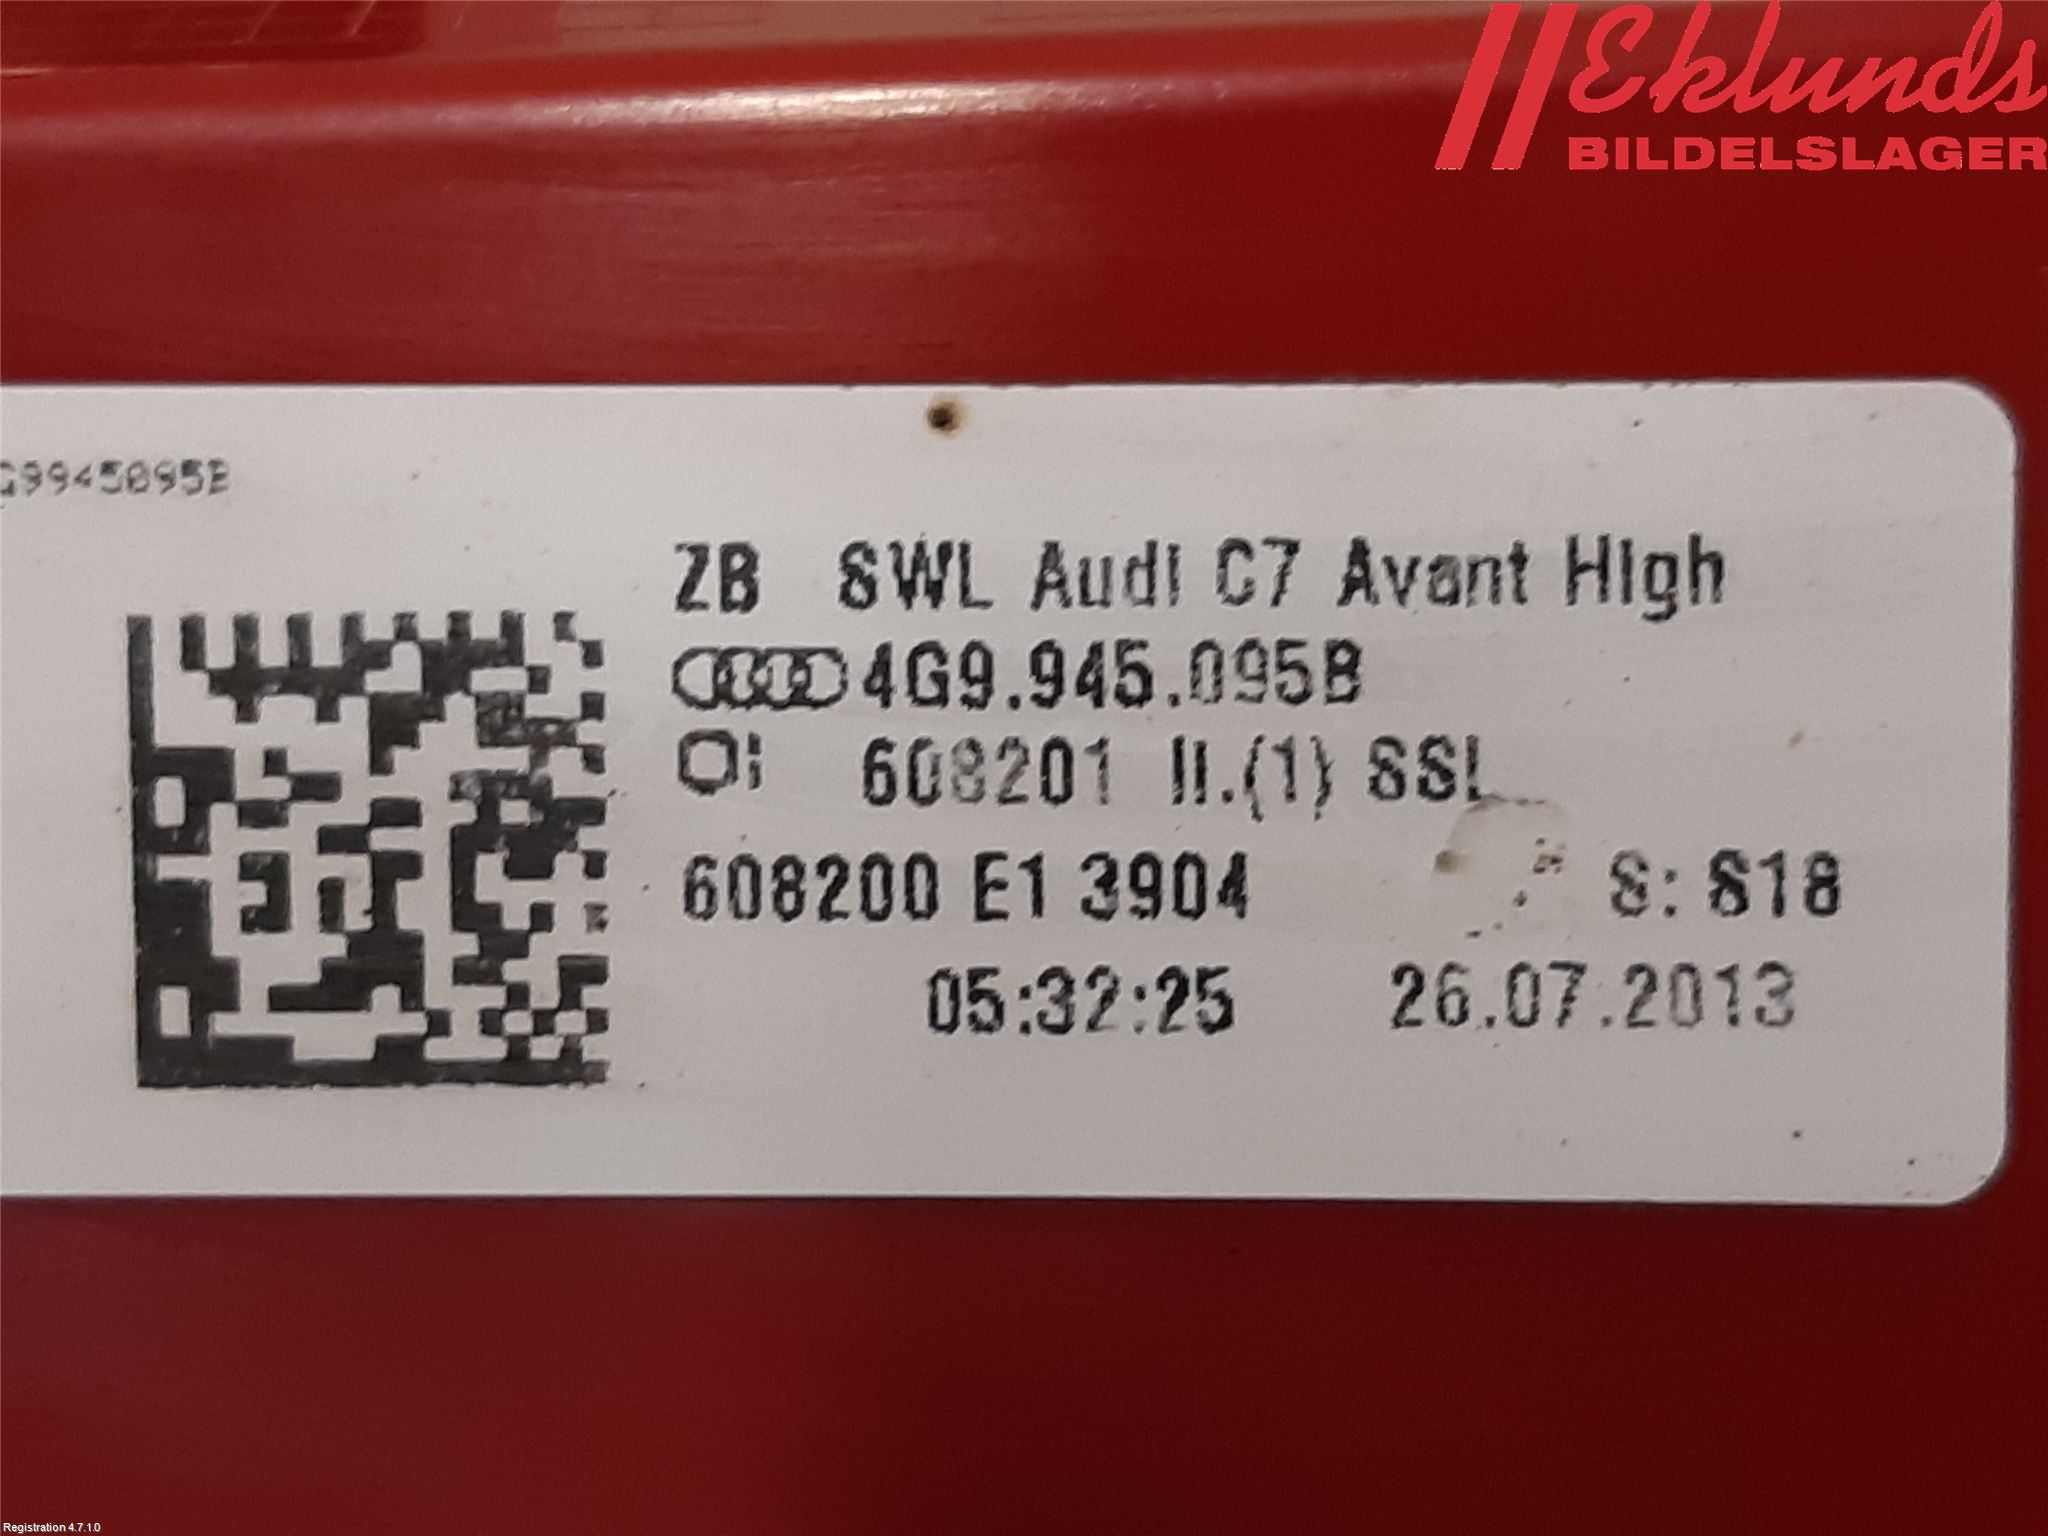 Eklunds
BILDELSLAGER
G9945095B
ZB SWL Audi C7 Avant High
4G9.945.095B
608201 II.(1) SSL
608200 E1 3904 S: S18
05:32:25 26.07.2013
Registration 4.7.1.0